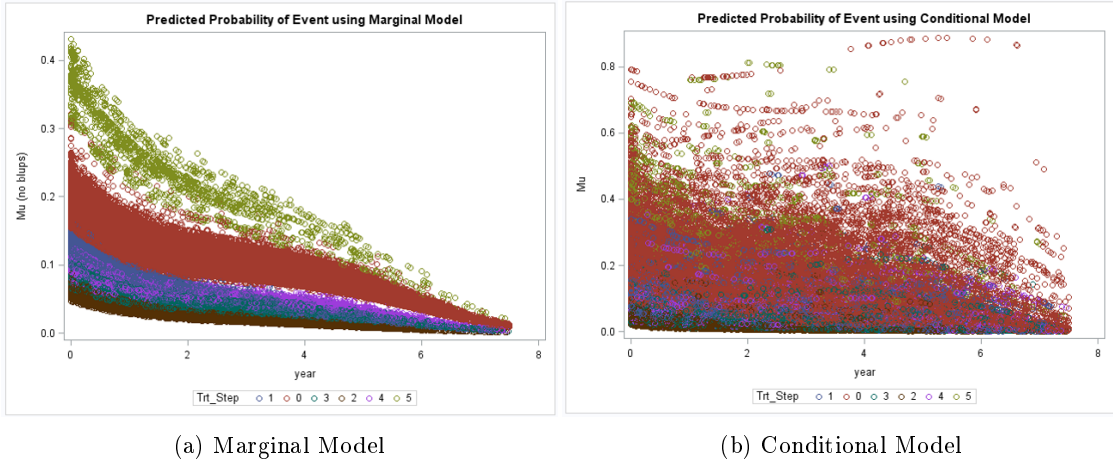 Predicted Probability of Event using Marginal Model
0.4
0.3
0.2
0.1
0.0
Mu (no blups)
0 2 4 6 8
year
Trt_Step 1 0 3 2 4 5
(a) Marginal Model
Predicted Probability of Event using Conditional Model
0.8
0.6
0.4
0.2
0.0
Mu
0 2 4 6 8
year
Trt_Step 1 0 3 2 4 5
(b) Conditional Model